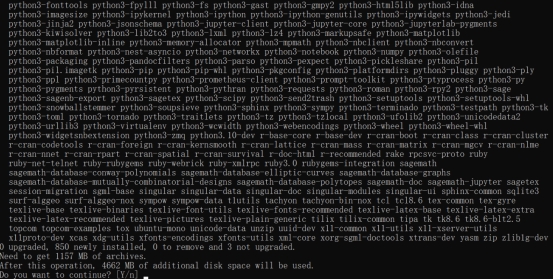 python3-fonttools python3-fpylll python3-fs python3-gast python3-gmpy2 python3-html5lib python3-idna
python3-imagesize python3-ipykernel python3-ipython python3-ipython-genutils python3-ipywidgets python3-jedi
python3-jinja2 python3-jsonschema python3-jupyter-client python3-jupyter-core python3-jupyterlab-pygments
python3-kiwisolver python3-lib2to3 python3-lxml python3-lz4 python3-markupsafe python3-matplotlib
python3-matplotlib-inline python3-memory-allocator python3-mpmath python3-nbclient python3-nbconvert
python3-nbformat python3-nest-asyncio python3-networkx python3-notebook python3-numpy python3-olefile
python3-packaging python3-pandocfilters python3-parso python3-pexpect python3-pickleshare python3-pil
python3-pil.imagetk python3-pip python3-pip-whl python3-pkgconfig python3-platformdirs python3-pluggy python3-ply
python3-ppl python3-primecountpy python3-prometheus-client python3-prompt-toolkit python3-ptyprocess python3-py
python3-pygments python3-pyrsistent python3-pythran python3-requests python3-roman python3-rpy2 python3-sage
python3-sagenb-export python3-sagetex python3-scipy python3-send2trash python3-setuptools python3-setuptools-whl
python3-snowballstemmer python3-soupsieve python3-sphinx python3-sympy python3-terminado python3-testpath python3-tk
python3-toml python3-tornado python3-traitlets python3-tz python3-tzlocal python3-ufolib2 python3-unicodedata2
python3-urllib3 python3-virtualenv python3-wcwidth python3-webencodings python3-wheel python3-wheel-whl
python3-widgetsnbextension python3-zmq python3.10-dev r-base-core r-base-dev r-cran-boot r-cran-class r-cran-cluster
r-cran-codetools r-cran-foreign r-cran-kernsmooth r-cran-lattice r-cran-mass r-cran-matrix r-cran-mgcv r-cran-nlme
r-cran-nnet r-cran-rpart r-cran-spatial r-cran-survival r-doc-html r-recommended rake rpcsvc-proto ruby
ruby-net-telnet ruby-rubygems ruby-webrick ruby-xmlrpc ruby3.0 rubygems-integration sagemath
sagemath-database-conway-polynomials sagemath-database-elliptic-curves sagemath-database-graphs
sagemath-database-mutually-combinatorial-designs sagemath-database-polytopes sagemath-doc sagemath-jupyter sagetex
session-migration sgml-base singular singular-data singular-doc singular-modules singular-ui sphinx-common sqlite3
surf-alggeo surf-alggeo-nox sympow sympow-data t1utils tachyon tachyon-bin-nox tcl tcl8.6 tex-common tex-gyre
texlive-base texlive-binaries texlive-font-utils texlive-fonts-recommended texlive-latex-base texlive-latex-extra
texlive-latex-recommended texlive-pictures texlive-plain-generic tilix tilix-common tipa tk tk8.6 tk8.6-blt2.5
topcom topcom-examples tox ubuntu-mono unicode-data unzip uuid-dev x11-common x11-utils x11-xserver-utils
x11proto-dev xcas xdg-utils xfonts-encodings xfonts-utils xml-core xorg-sgml-doctools xtrans-dev yasm zip zlib1g-dev
0 upgraded, 850 newly installed, 0 to remove and 3 not upgraded.
Need to get 1157 MB of archives.
After this operation, 4662 MB of additional disk space will be used.
Do you want to continue? [Y/n]